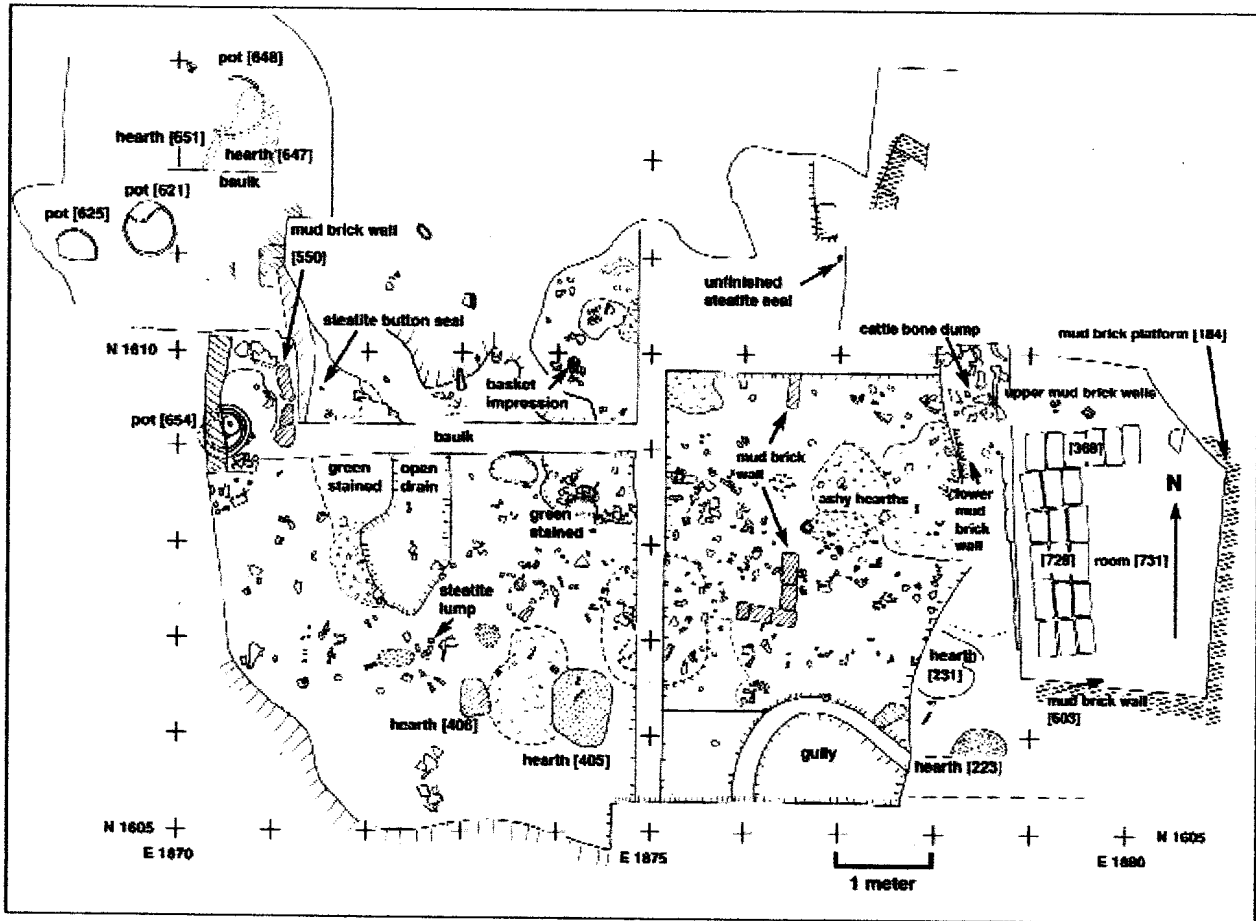 pot [648]
hearth [651]
hearth [647]
baulk
pot [621]
pot [625]
mud brick wall
[550]
steatite button seal
unfinished
steatite seal
cattle bone dump
mud brick platform [184]
N 1610
basket
impression
upper mud brick walls
pot [654]
baulk
[368]
green
stained
open
drain
green
stained
mud brick
wall
ashy hearths
lower
mud
brick
wall
N
room [731]
steatite
lump
hearth
[231]
mud brick wall
[603]
hearth [406]
hearth [405]
gully
hearth [223]
N 1605
E 1870
E 1875
1 meter
E 1880
N 1605